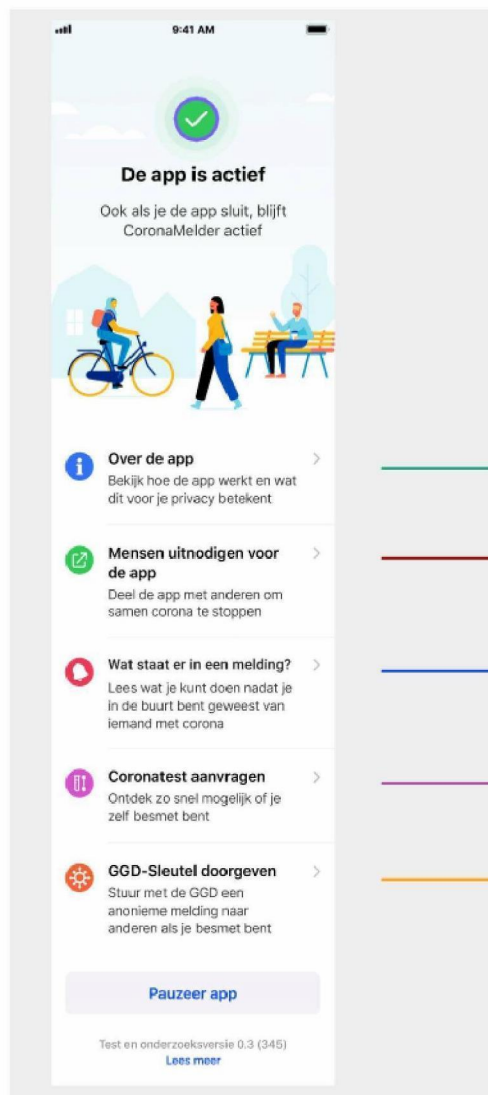 9:41 AM
De app is actief
Ook als je de app sluit, blijft
CoronaMelder actief
Over de app
Bekijk hoe de app werkt en wat
dit voor je privacy betekent
Mensen uitnodigen voor
de app
Deel de app met anderen om
samen corona te stoppen
Wat staat er in een melding?
Lees wat je kunt doen nadat je
in de buurt bent geweest van
iemand met corona
Coronatest aanvragen
Ontdek zo snel mogelijk of je
zelf besmet bent
GGD-Sleutel doorgeven
Stuur met de GGD een
anonieme melding naar
anderen als je besmet bent
Pauzeer app
Test en onderzoeksversie 0.3 (345)
Lees meer